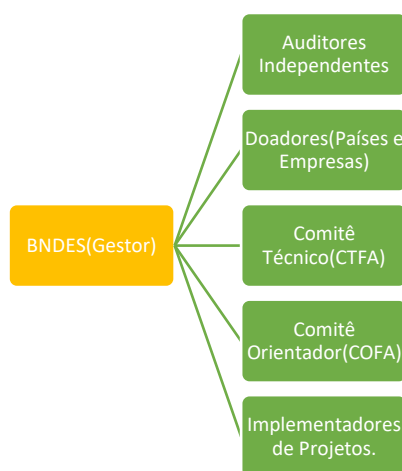 Auditores
Independentes
Doadores(Países e
Empresas)
BNDES(Gestor)
Comitê
Técnico(CTFA)
Comitê
Orientador(COFA)
Implementadores
de Projetos.